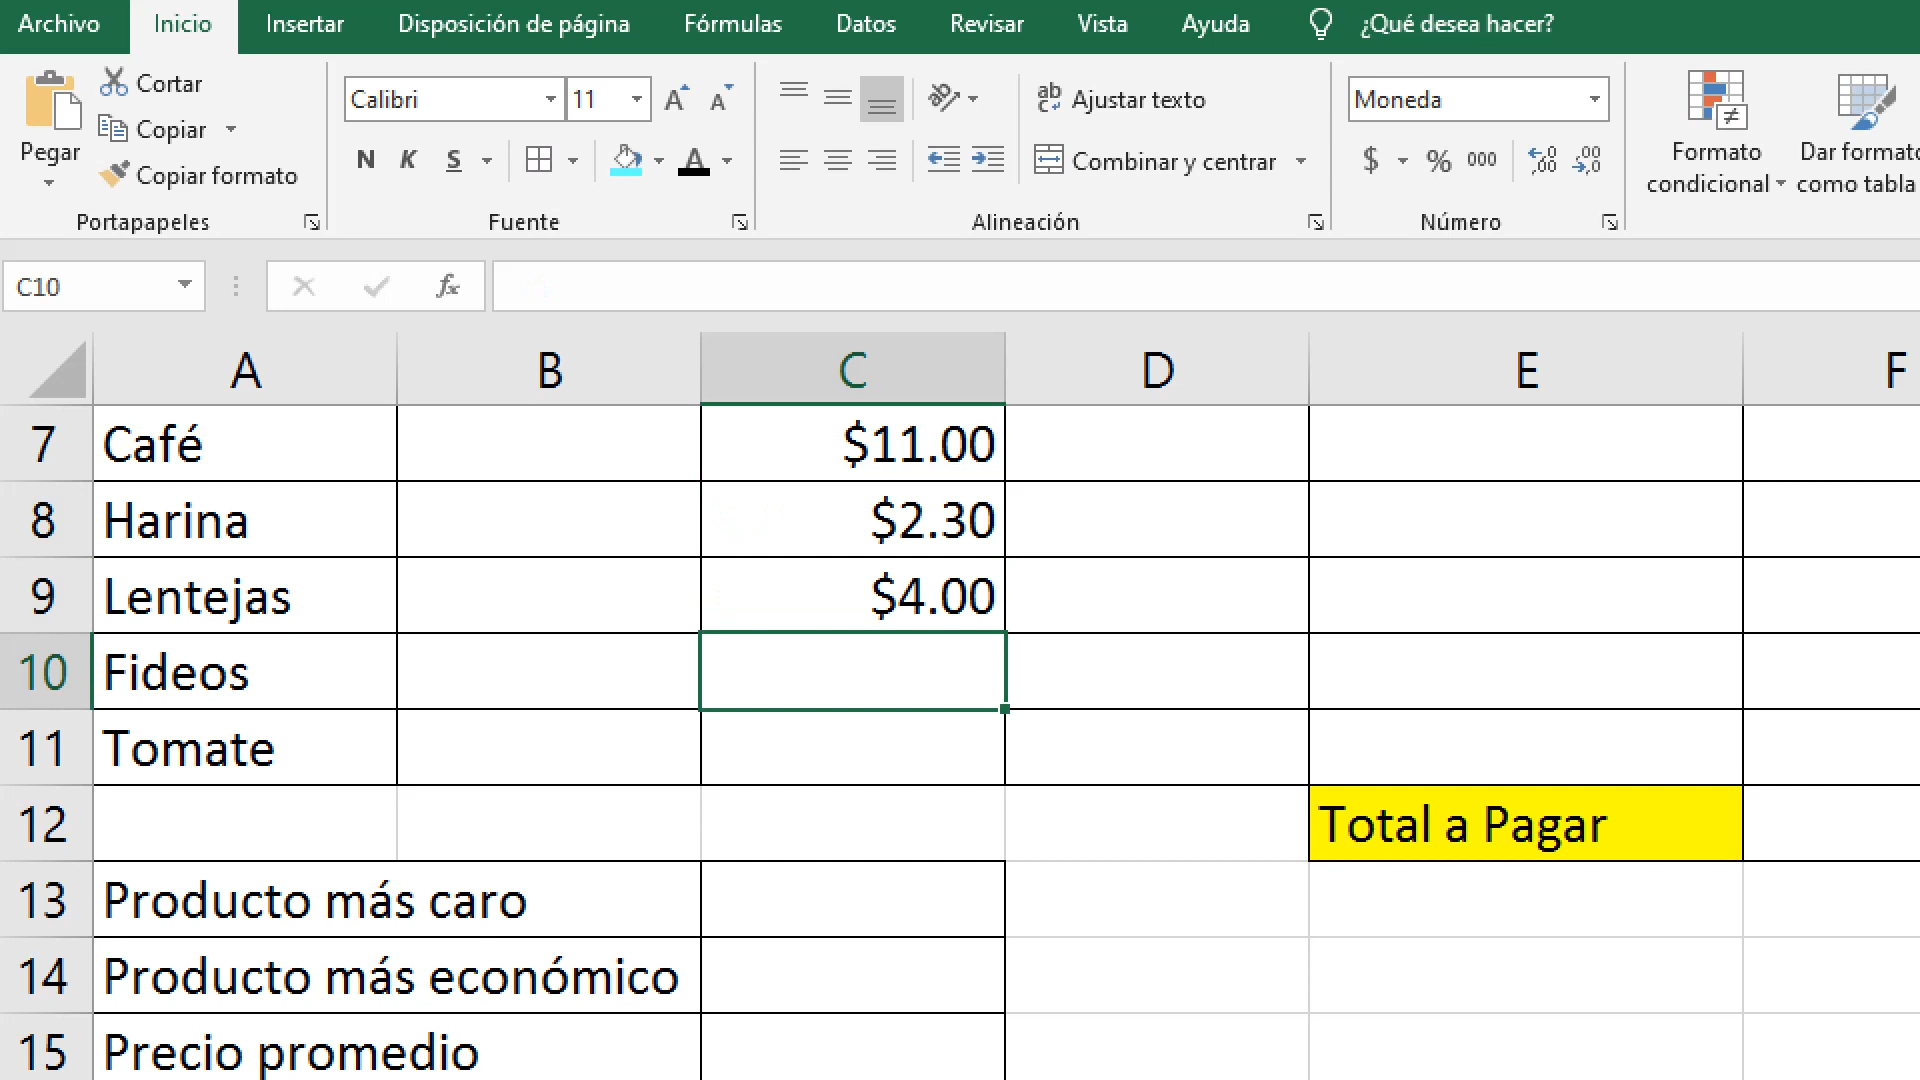 Archivo Inicio Insertar Disposición de página Fórmulas Datos Revisar Vista Ayuda ¿Qué desea hacer?
Pegar
Cortar
Copiar
Copiar formato
Portapapeles
Calibri 11
N K S
Fuente
Ajustar texto
Combinar y centrar
Alineación
Moneda
$ % 000
Número
Formato condicional
Dar formato como tabla
C10 fx
A B C D E F
7 Café $11.00
8 Harina $2.30
9 Lentejas $4.00
10 Fideos
11 Tomate
12 Total a Pagar
13 Producto más caro
14 Producto más económico
15 Precio promedio